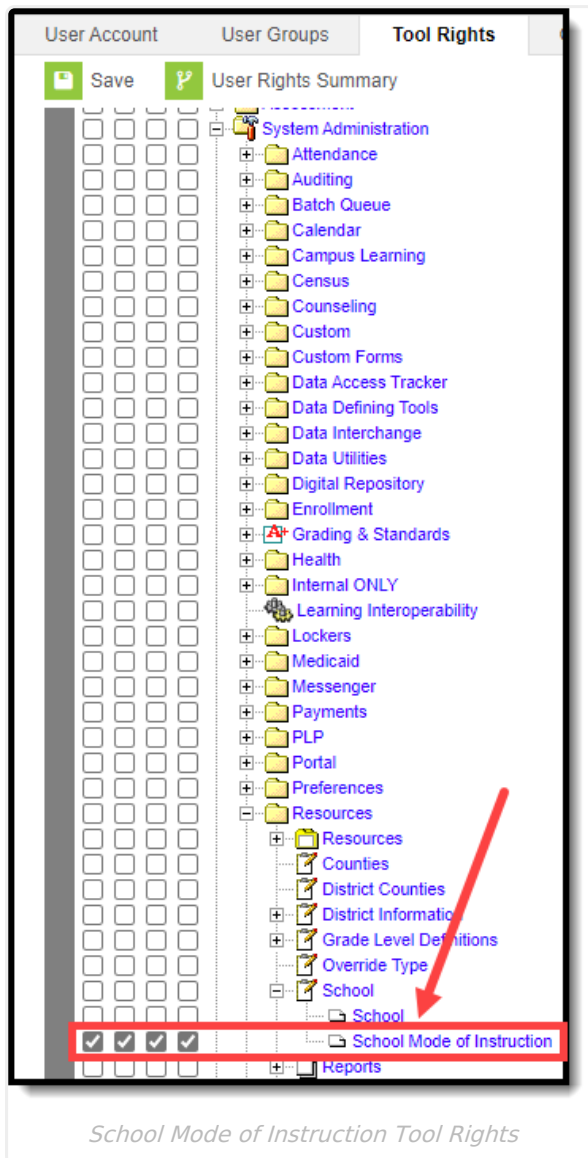 User Account User Groups Tool Rights
Save User Rights Summary
System Administration
Attendance
Auditing
Batch Queue
Calendar
Campus Learning
Census
Counseling
Custom
Custom Forms
Data Access Tracker
Data Defining Tools
Data Interchange
Data Utilities
Digital Repository
Enrollment
A+ Grading & Standards
Health
Internal ONLY
Learning Interoperability
Lockers
Medicaid
Messenger
Payments
PLP
Portal
Preferences
Resources
Resources
Counties
District Counties
District Information
Grade Level Definitions
Override Type
School
School
School Mode of Instruction
Reports
School Mode of Instruction Tool Rights